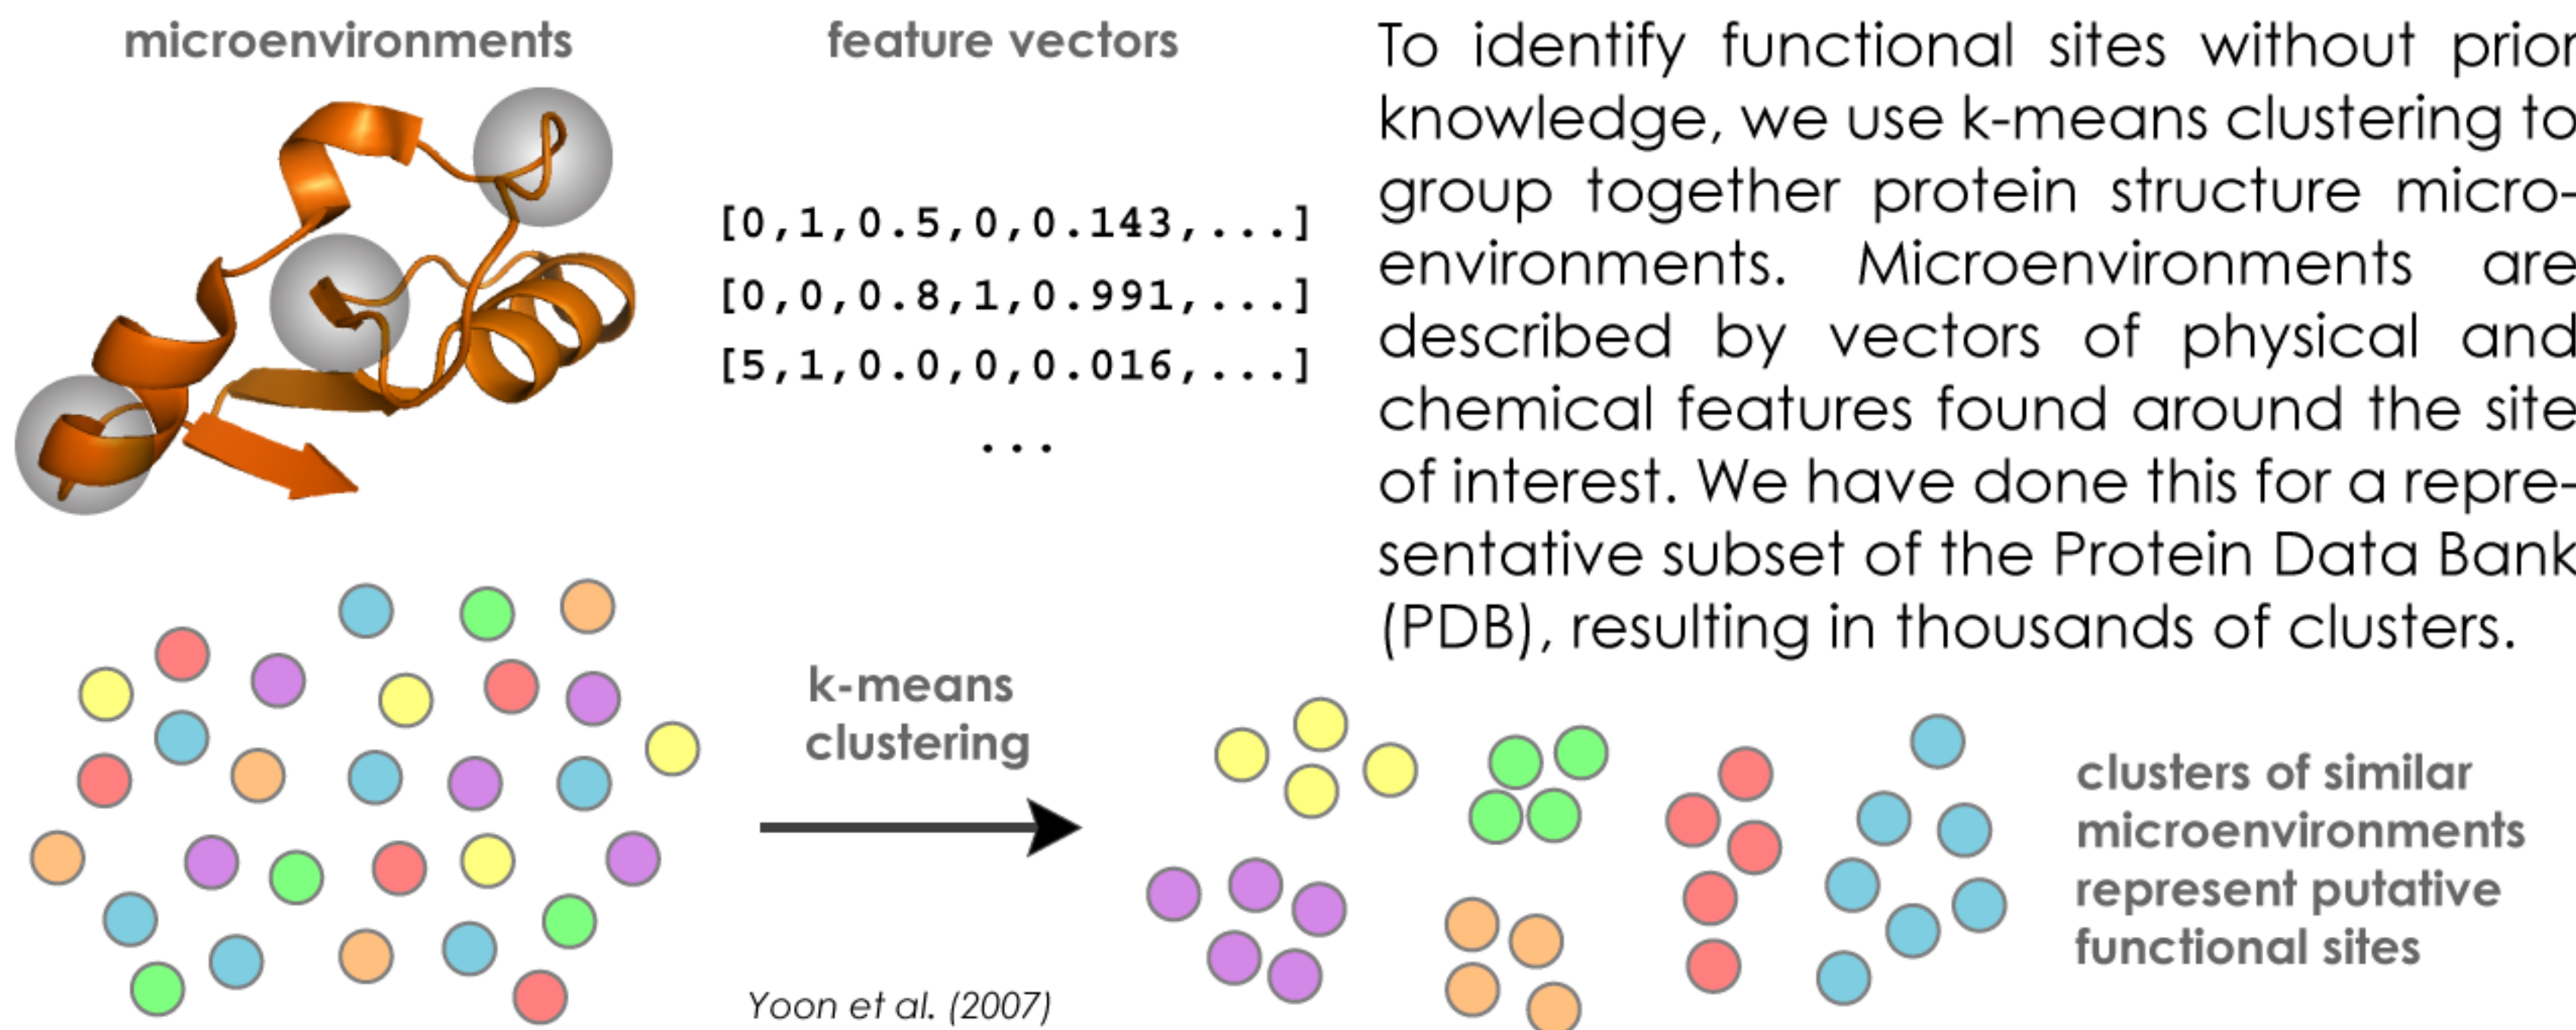 microenvironments
feature vectors
[0,1,0.5,0,0.143,...]
[0,0,0.8,1,0.991,...]
[5,1,0.0,0,0.016,...]
...
To identify functional sites without prior
knowledge, we use k-means clustering to
group together protein structure micro-
environments. Microenvironments are
described by vectors of physical and
chemical features found around the site
of interest. We have done this for a repre-
sentative subset of the Protein Data Bank
(PDB), resulting in thousands of clusters.
k-means
clustering
clusters of similar
microenvironments
represent putative
functional sites
Yoon et al. (2007)